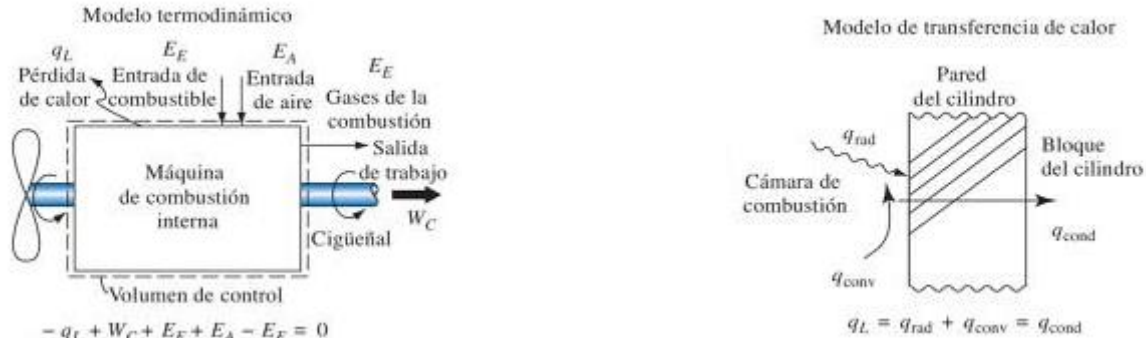 Modelo termodinámico
q_L
Pérdida
de calor
E_E
Entrada de
combustible
E_A
Entrada
de aire
E_E
Gases de la
combustión
Salida
de trabajo
W_C
Máquina
de combustión
interna
Cigüeñal
Volumen de control
− q_L + W_C + E_F + E_A − E_E = 0
Modelo de transferencia de calor
Pared
del cilindro
q_rad
Bloque
del cilindro
Cámara de
combustión
q_cond
q_conv
q_L = q_rad + q_conv = q_cond